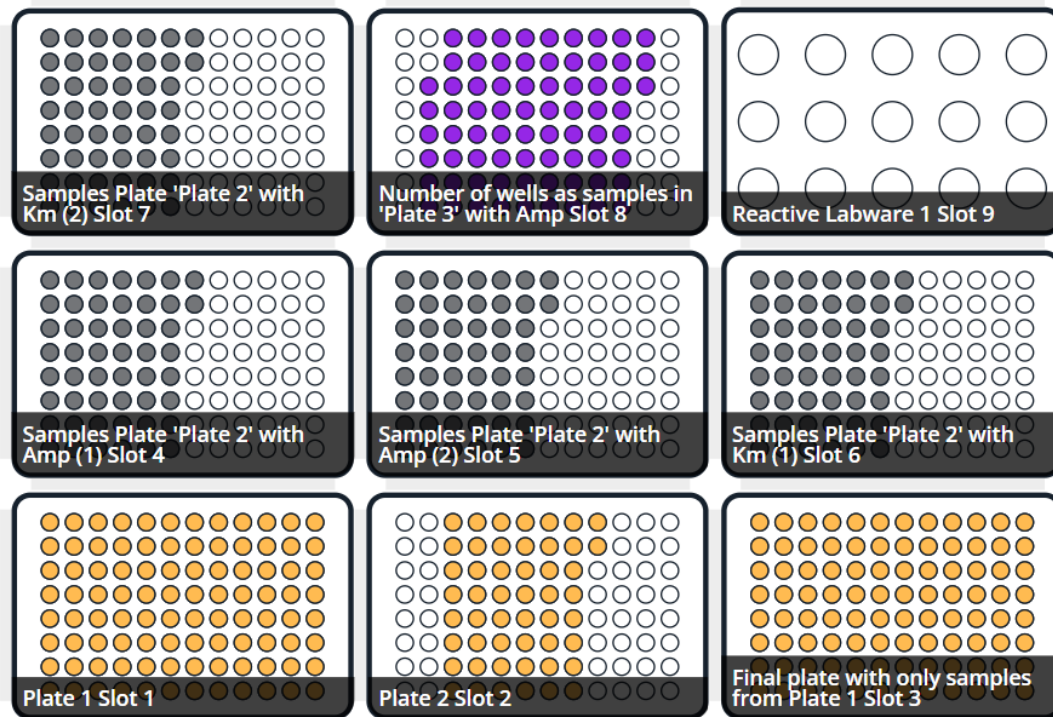 Samples Plate 'Plate 2' with
Km (2) Slot 7
Number of wells as samples in
'Plate 3' with Amp Slot 8
Reactive Labware 1 Slot 9
Samples Plate 'Plate 2' with
Amp (1) Slot 4
Samples Plate 'Plate 2' with
Amp (2) Slot 5
Samples Plate 'Plate 2' with
Km (1) Slot 6
Plate 1 Slot 1
Plate 2 Slot 2
Final plate with only samples
from Plate 1 Slot 3